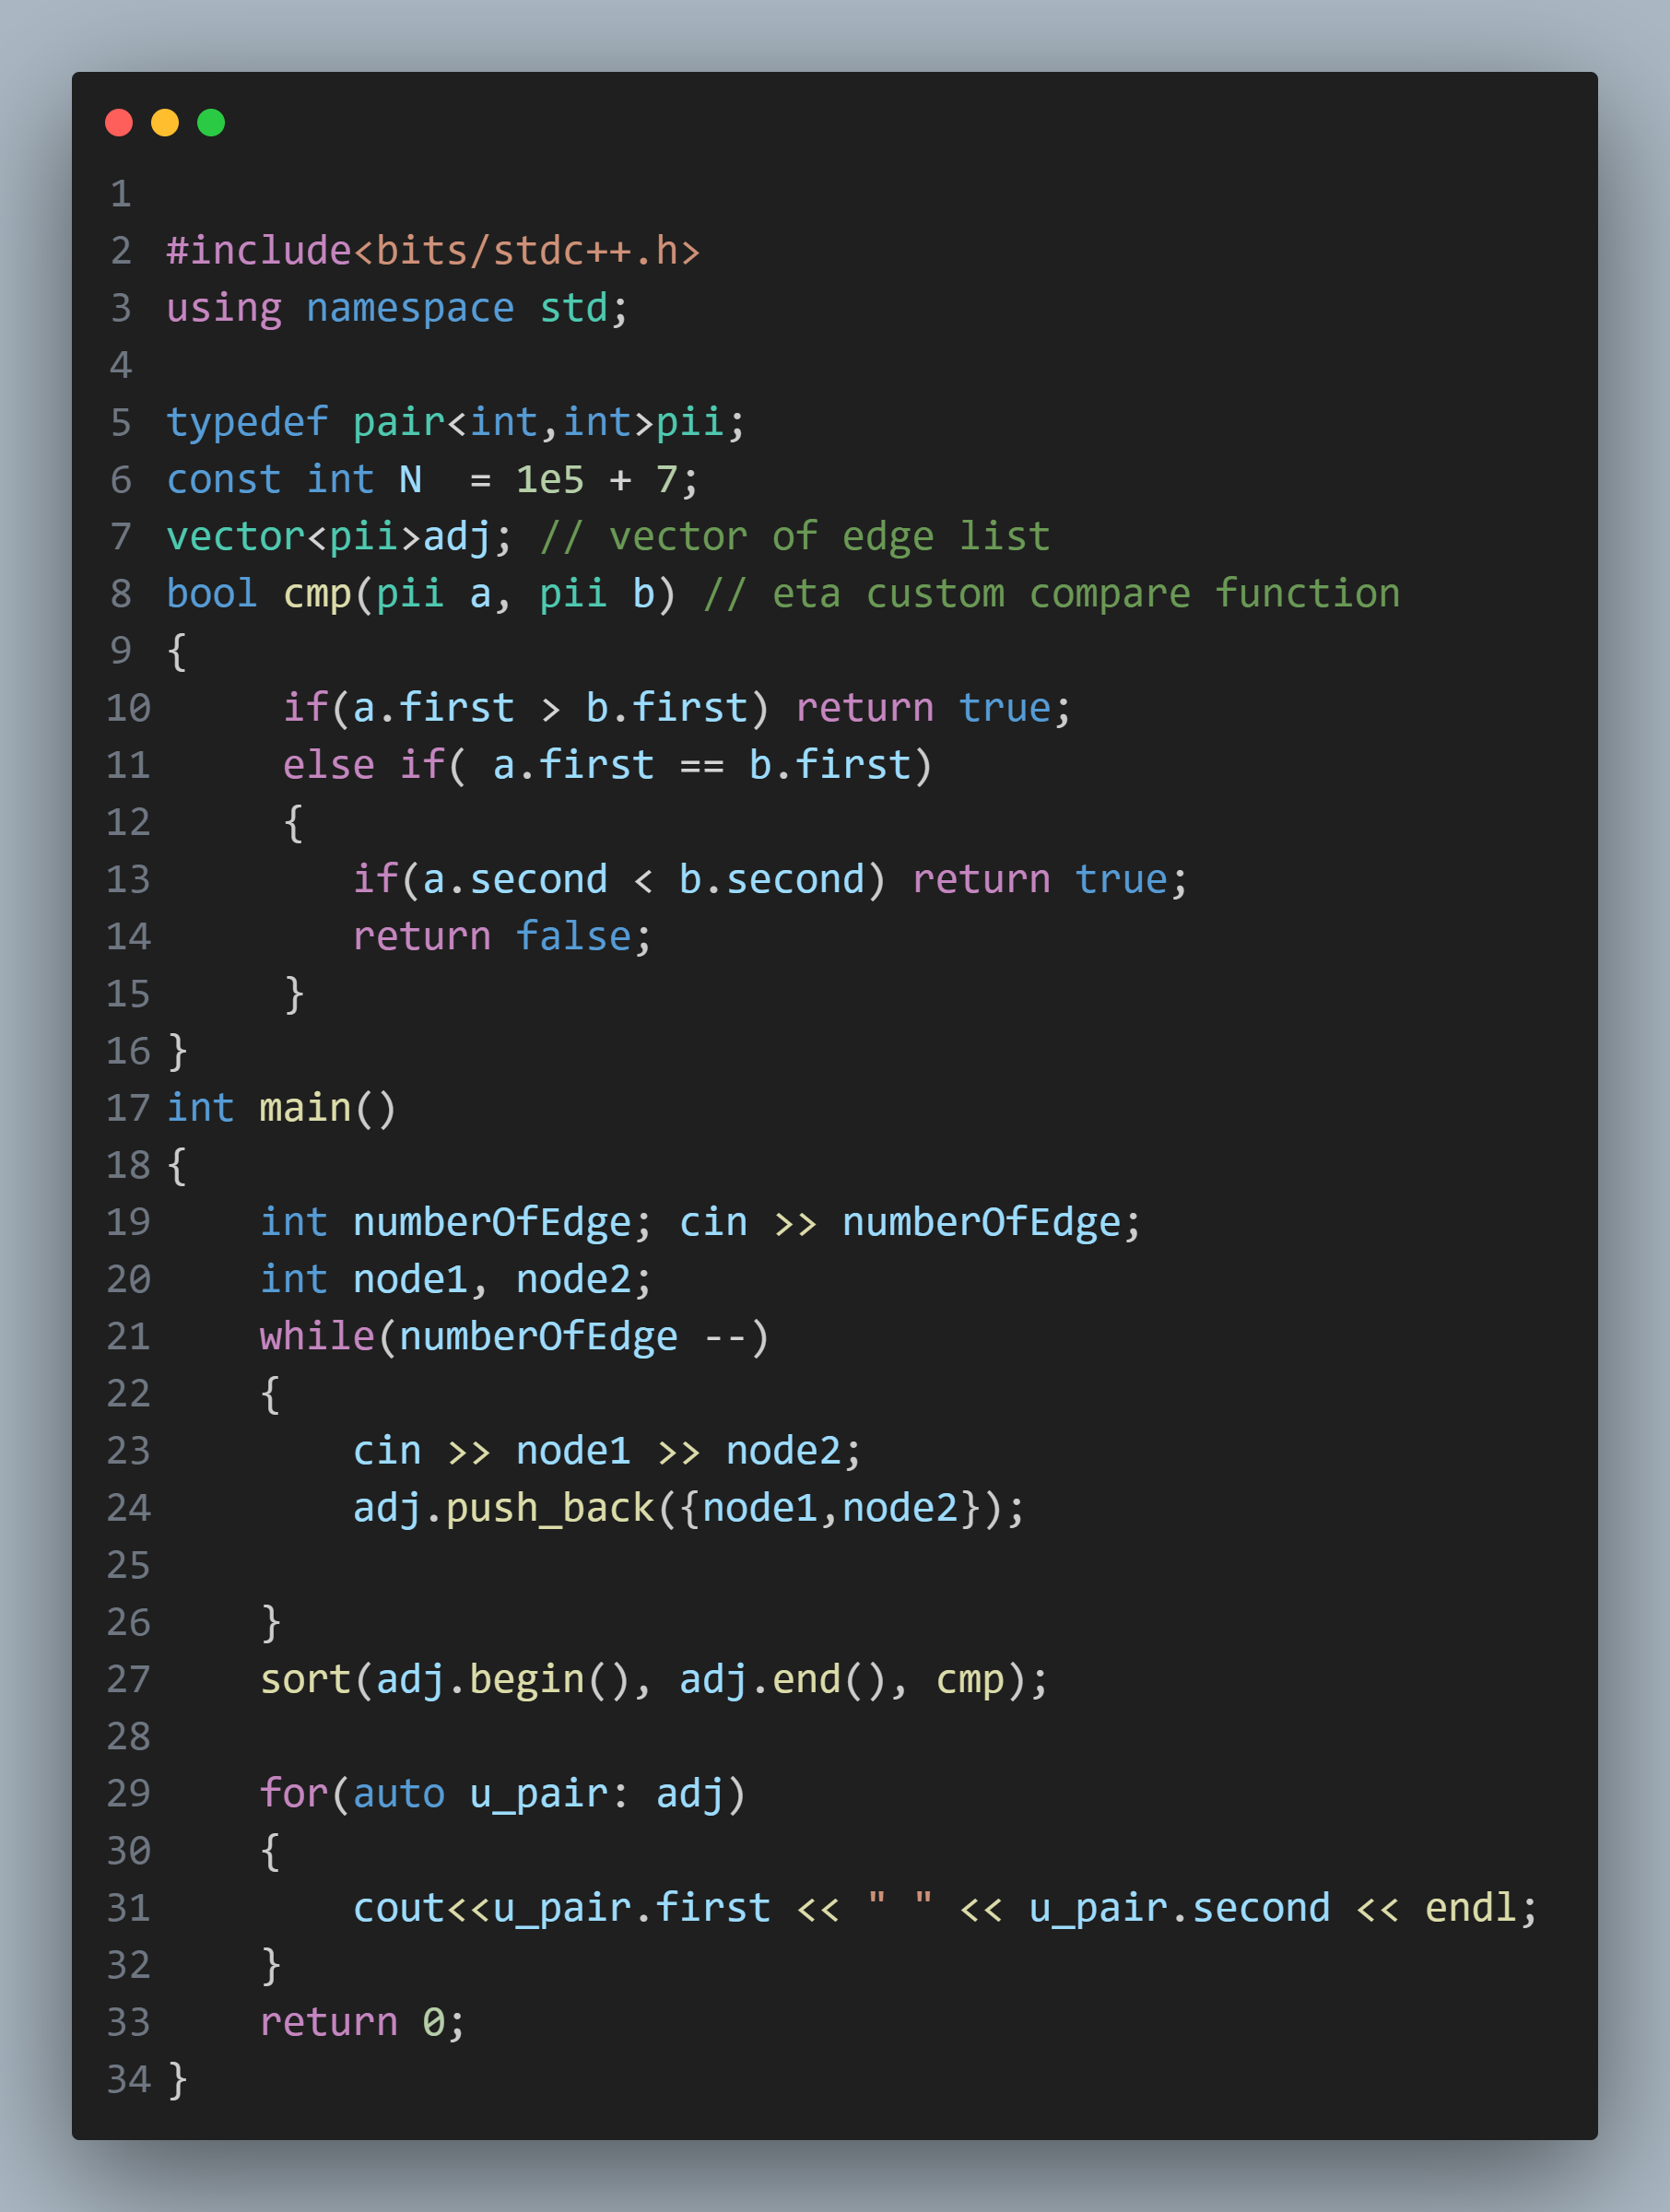 1
2 #include<bits/stdc++.h>
3 using namespace std;
4
5 typedef pair<int,int>pii;
6 const int N  = 1e5 + 7;
7 vector<pii>adj; // vector of edge list
8 bool cmp(pii a, pii b) // eta custom compare function
9 {
10      if(a.first > b.first) return true;
11      else if( a.first == b.first)
12      {
13         if(a.second < b.second) return true;
14         return false;
15      }
16 }
17 int main()
18 {
19     int numberOfEdge; cin >> numberOfEdge;
20     int node1, node2;
21     while(numberOfEdge --)
22     {
23         cin >> node1 >> node2;
24         adj.push_back({node1,node2});
25
26     }
27     sort(adj.begin(), adj.end(), cmp);
28
29     for(auto u_pair: adj)
30     {
31         cout<<u_pair.first << " " << u_pair.second << endl;
32     }
33     return 0;
34 }